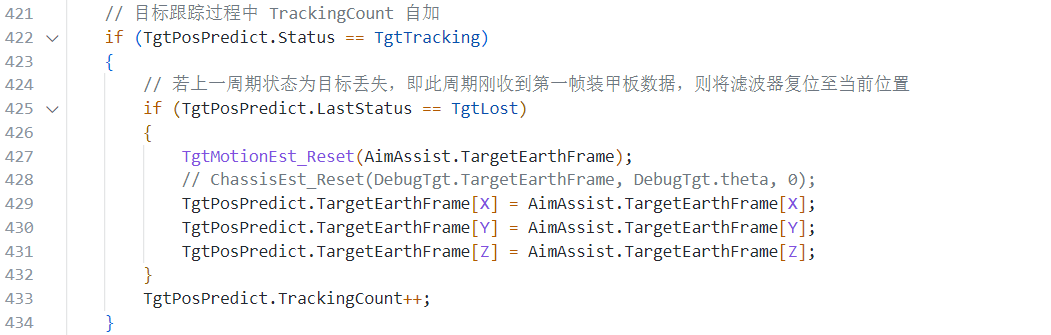 421 // 目标跟踪过程中 TrackingCount 自加
422 if (TgtPosPredict.Status == TgtTracking)
423 {
424 // 若上一周期状态为目标丢失，即此周期刚收到第一帧装甲板数据，则将滤波器复位至当前位置
425 if (TgtPosPredict.LastStatus == TgtLost)
426 {
427 TgtMotionEst_Reset(AimAssist.TargetEarthFrame);
428 // ChassisEst_Reset(DebugTgt.TargetEarthFrame, DebugTgt.theta, 0);
429 TgtPosPredict.TargetEarthFrame[X] = AimAssist.TargetEarthFrame[X];
430 TgtPosPredict.TargetEarthFrame[Y] = AimAssist.TargetEarthFrame[Y];
431 TgtPosPredict.TargetEarthFrame[Z] = AimAssist.TargetEarthFrame[Z];
432 }
433 TgtPosPredict.TrackingCount++;
434 }